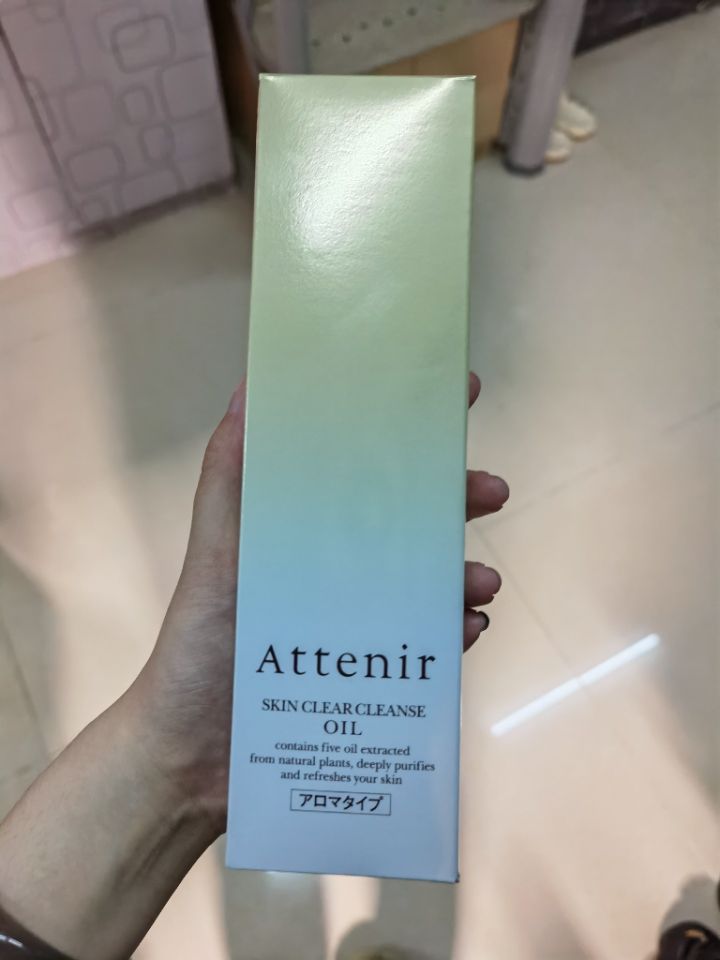 Attenir
SKIN CLEAR CLEANSE
OIL
contains five oil extracted
from natural plants, deeply purifies
and refreshes your skin
アロマタイプ